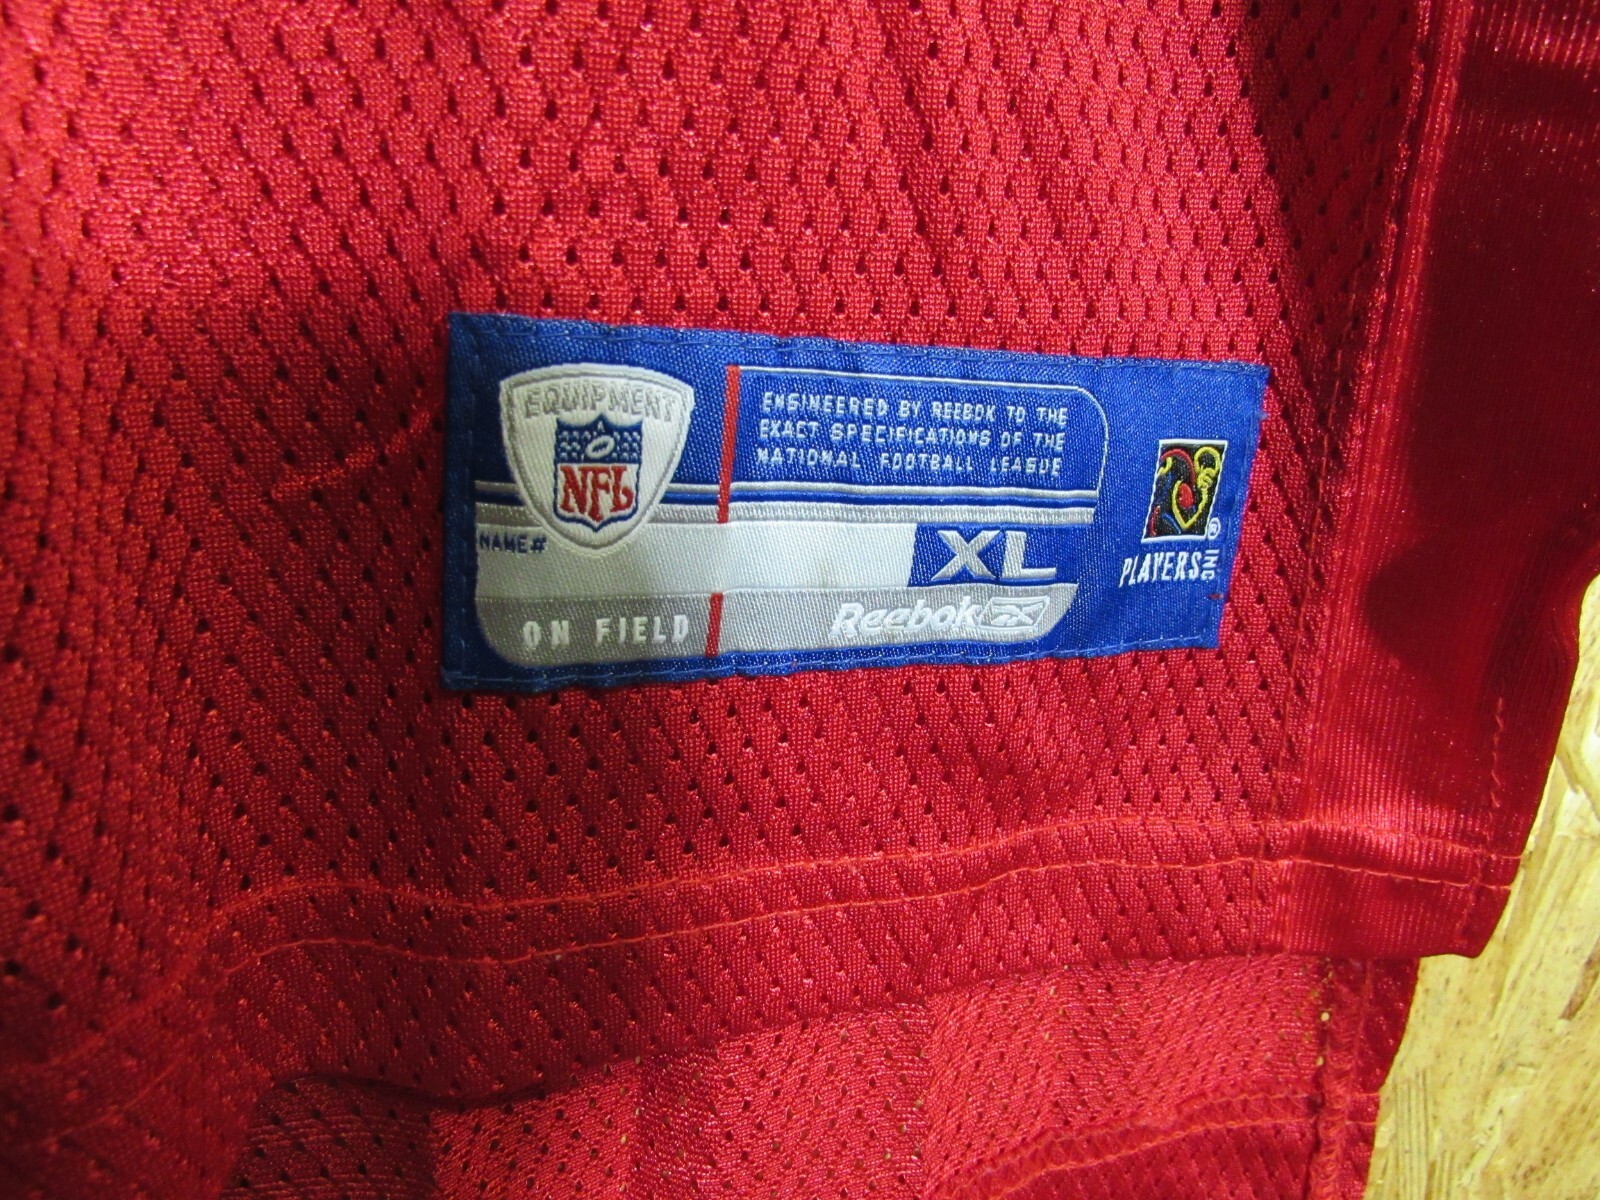 EQUIPMENT
NFL
ENGINEERED BY REEBOK TO THE
EXACT SPECIFICATIONS OF THE
NATIONAL FOOTBALL LEAGUE
NAME#
XL
ON FIELD
Reebok
®
PLAYERS INC